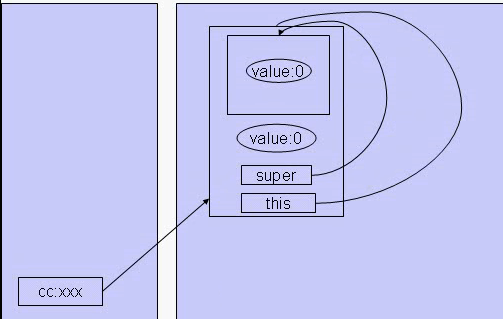 value:0
value:0
super
this
cc:xxx